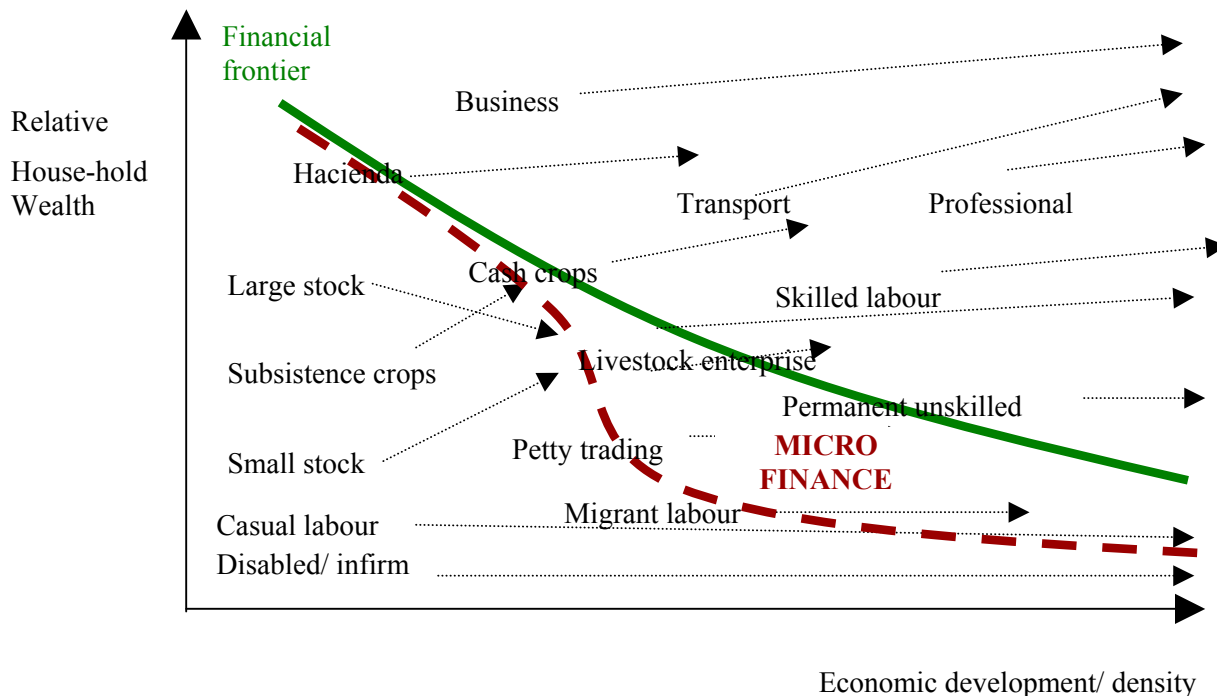 Financial
frontier
Business
Relative
House-hold
Wealth
Hacienda
Transport
Professional
Cash crops
Large stock
Skilled labour
Livestock enterprise
Subsistence crops
Permanent unskilled
Petty trading
MICRO
FINANCE
Small stock
Migrant labour
Casual labour
Disabled/ infirm
Economic development/ density